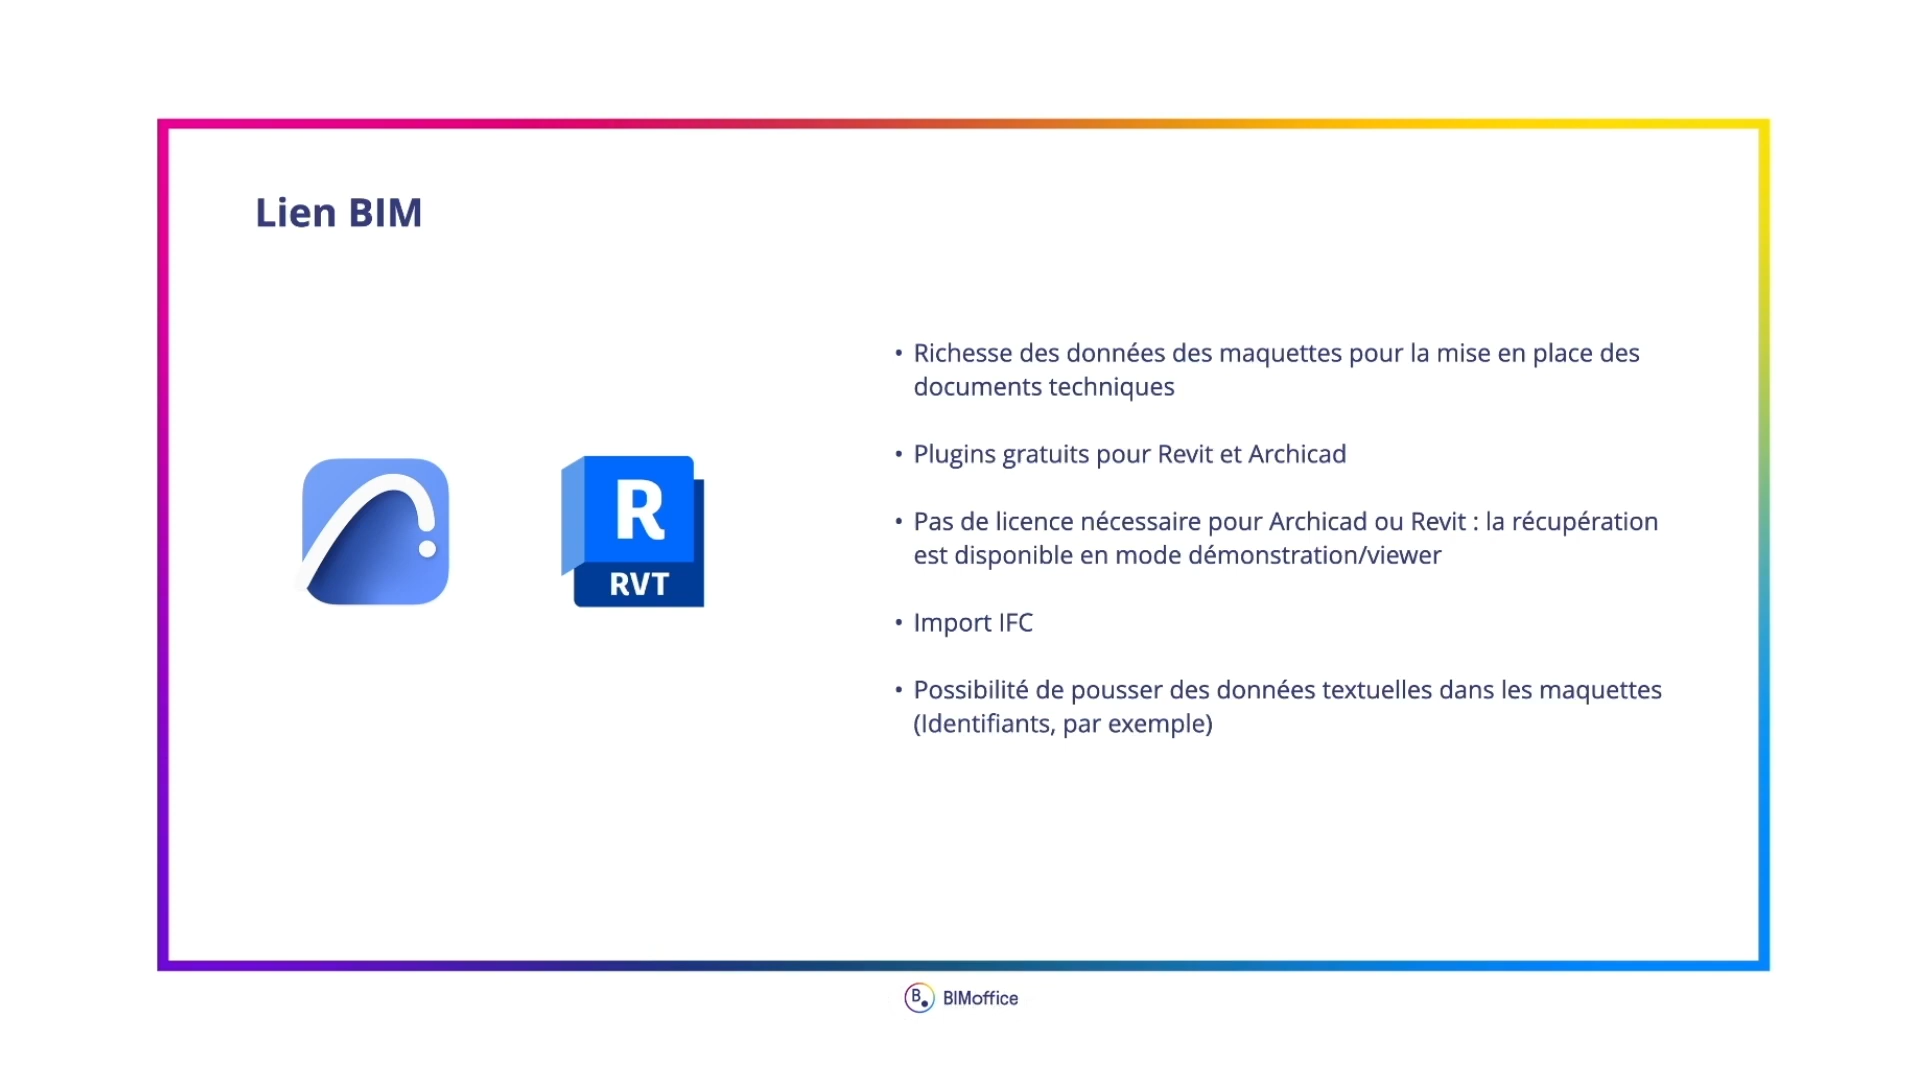 Lien BIM
• Richesse des données des maquettes pour la mise en place des
documents techniques
• Plugins gratuits pour Revit et Archicad
• Pas de licence nécessaire pour Archicad ou Revit : la récupération
est disponible en mode démonstration/viewer
• Import IFC
• Possibilité de pousser des données textuelles dans les maquettes
(Identifiants, par exemple)
R
RVT
B. BIMoffice